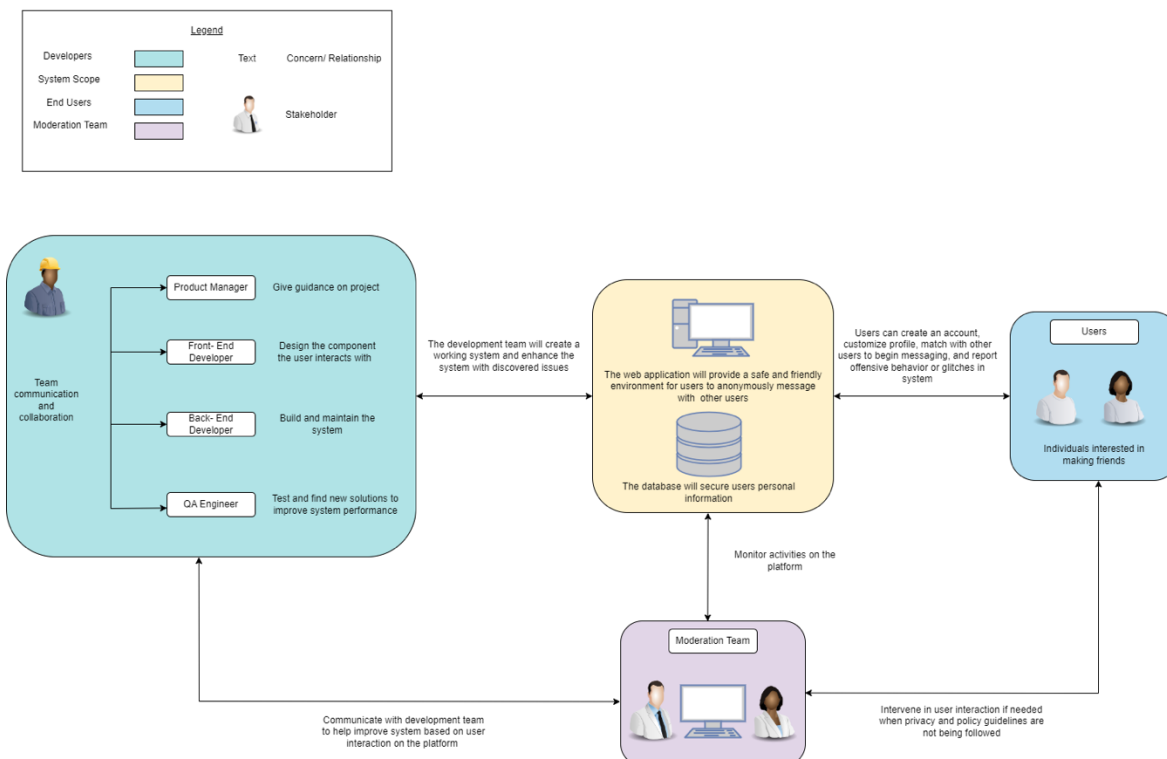 Legend
Developers
Text
Concern/ Relationship
System Scope
End Users
Stakeholder
Moderation Team
Product Manager
Give guidance on project
Front- End
Developer
Design the component
the user interacts with
Team
communication
and
collaboration
Back- End
Developer
Build and maintain the
system
QA Engineer
Test and find new solutions to
improve system performance
The development team will create a
working system and enhance the
system with discovered issues
The web application will provide a safe and friendly
environment for users to anonymously message
with other users
The database will secure users personal
information
Users can create an account,
customize profile, match with other
users to begin messaging, and report
offensive behavior or glitches in
system
Users
Individuals interested in
making friends
Monitor activities on the
platform
Moderation Team
Communicate with development team
to help improve system based on user
interaction on the platform
Intervene in user interaction if needed
when privacy and policy guidelines are
not being followed